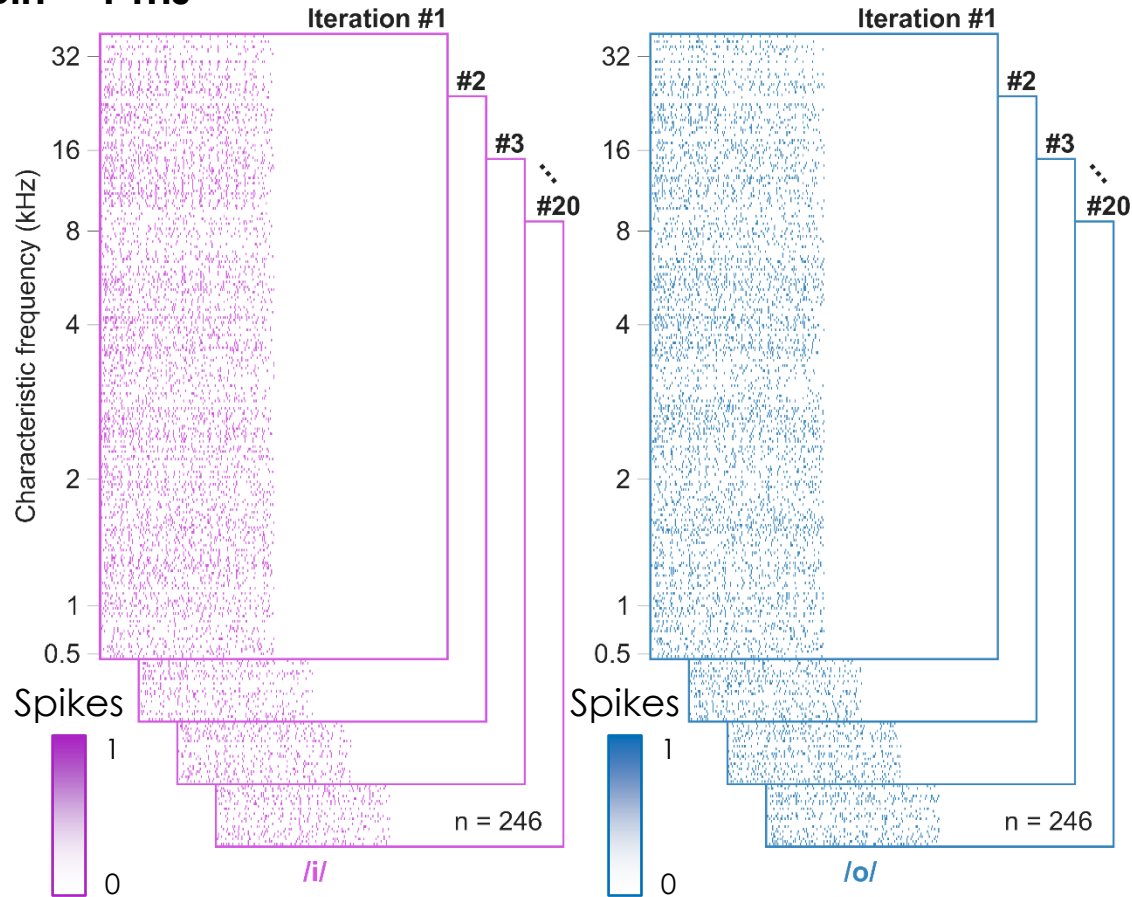 Iteration #1
#2
#3
#20
32
16
8
4
2
1
0.5
Characteristic frequency (kHz)
Spikes
1
0
n = 246
/i/
Iteration #1
#2
#3
#20
32
16
8
4
2
1
0.5
Spikes
1
0
n = 246
/o/